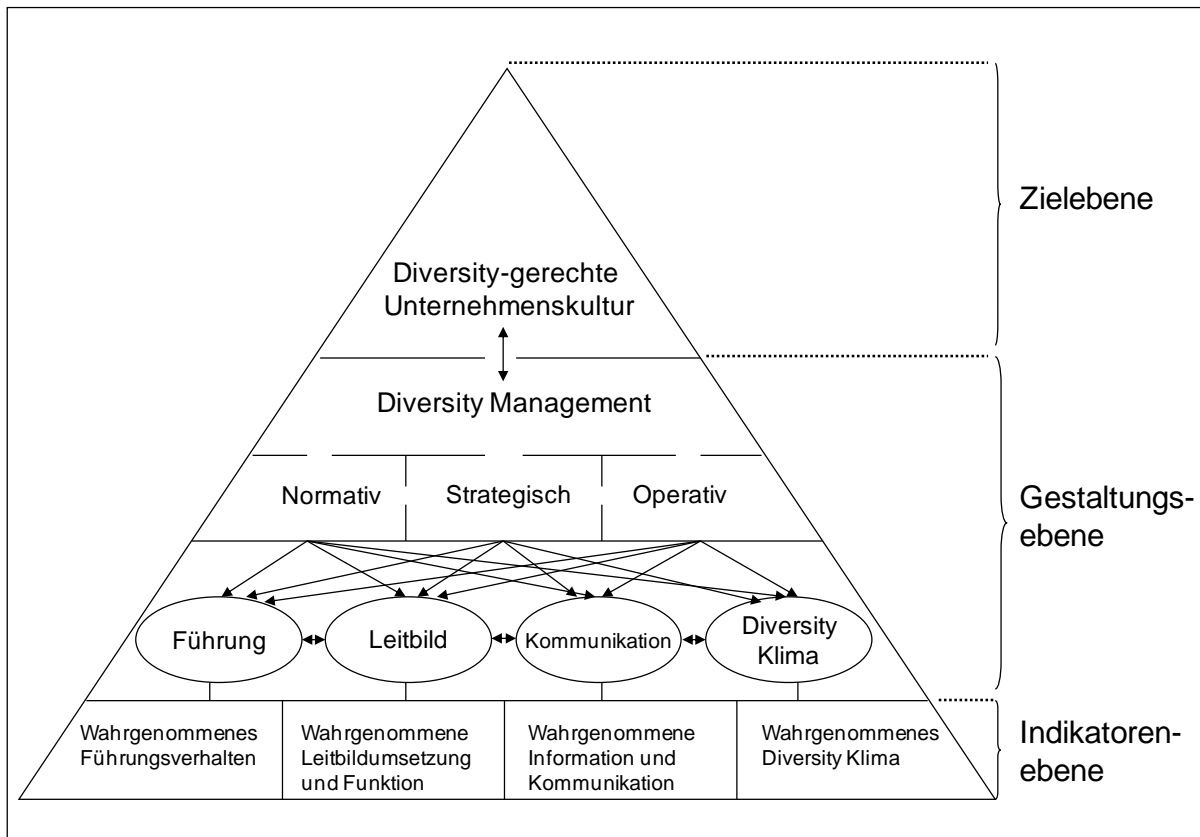 Zielebene
Diversity-gerechte
Unternehmenskultur
Diversity Management
Normativ
Strategisch
Operativ
Gestaltungs-
ebene
Führung
Leitbild
Kommunikation
Diversity
Klima
Wahrgenommenes
Führungsverhalten
Wahrgenommene
Leitbildumsetzung
und Funktion
Wahrgenommene
Information und
Kommunikation
Wahrgenommenes
Diversity Klima
Indikatoren-
ebene